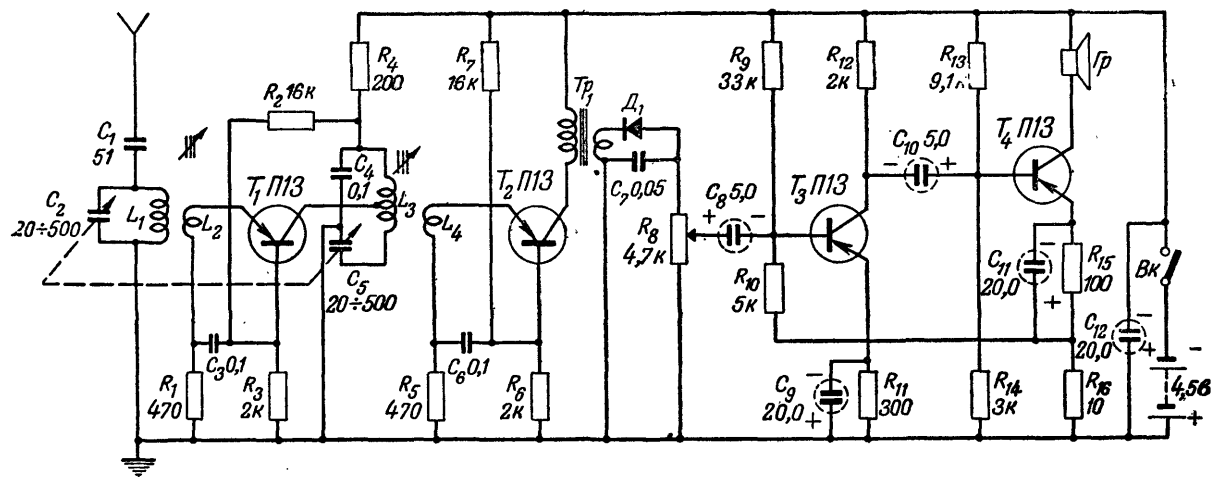 C₁
51
C₂
20÷500
L₁
L₂
T₁ П13
R₂ 16к
R₄
200
C₄
0,1
L₃
C₅
20÷500
C₃ 0,1
R₁
470
R₃
2к
R₇
16к
T₂ П13
L₄
C₆ 0,1
R₅
470
R₆
2к
Тр₁
Д₁
C₇ 0,05
R₈
4,7к
C₈ 5,0
+ -
R₉
33к
R₁₀
5к
T₃ П13
R₁₂
2к
C₉
20,0
-
+
R₁₁
300
C₁₀ 5,0
- +
R₁₃
9,1к
R₁₄
3к
T₄ П13
Гр
C₁₁
20,0
-
+
R₁₅
100
R₁₆
10
C₁₂
20,0
-
+
Вк
-
4,5в
+